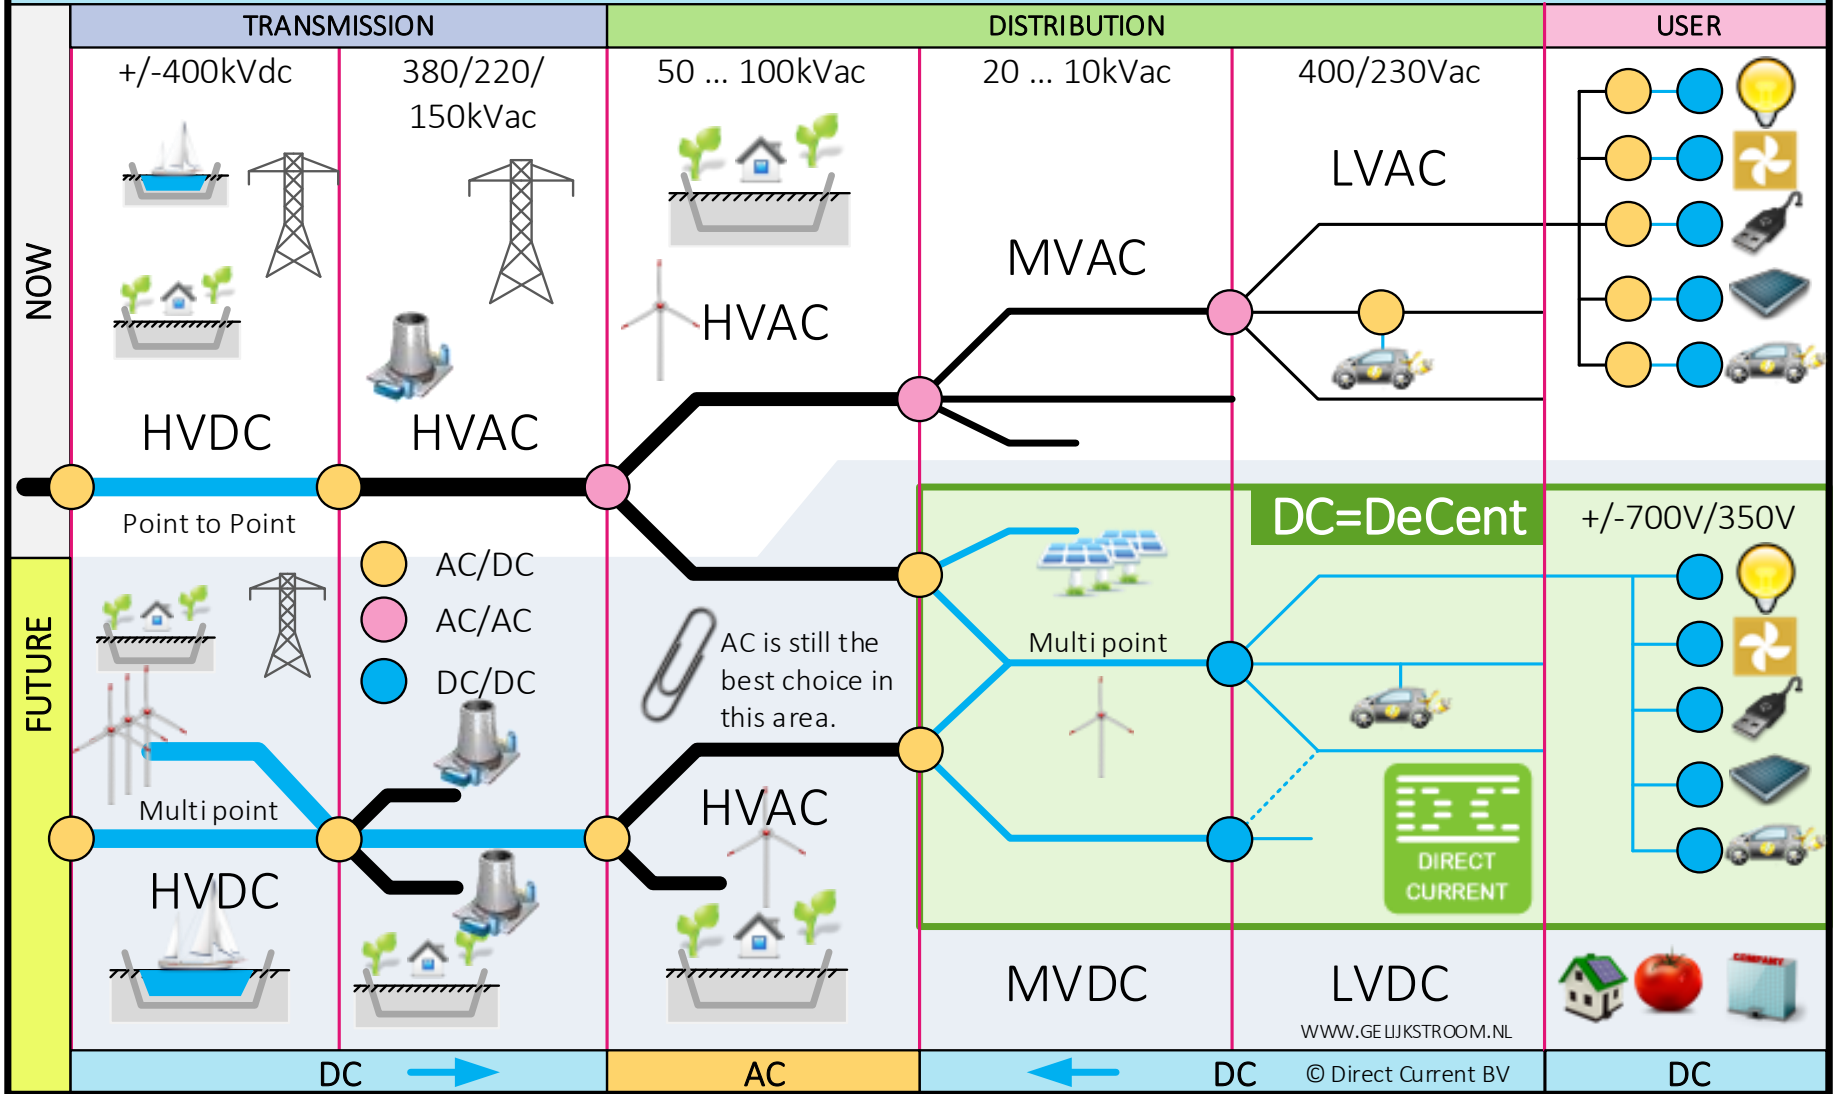 TRANSMISSION
DISTRIBUTION
USER
NOW
+/-400kVdc
380/220/
150kVac
50 ... 100kVac
20 ... 10kVac
400/230Vac
LVAC
MVAC
HVAC
HVDC
HVAC
Point to Point
AC/DC
AC/AC
DC/DC
DC=DeCent
+/-700V/350V
FUTURE
AC is still the
best choice in
this area.
Multi point
Multi point
HVDC
HVAC
DC
DIRECT
CURRENT
MVDC
LVDC
COMPANY
WWW.GELIJKSTROOM.NL
DC
AC
DC
© Direct Current BV
DC